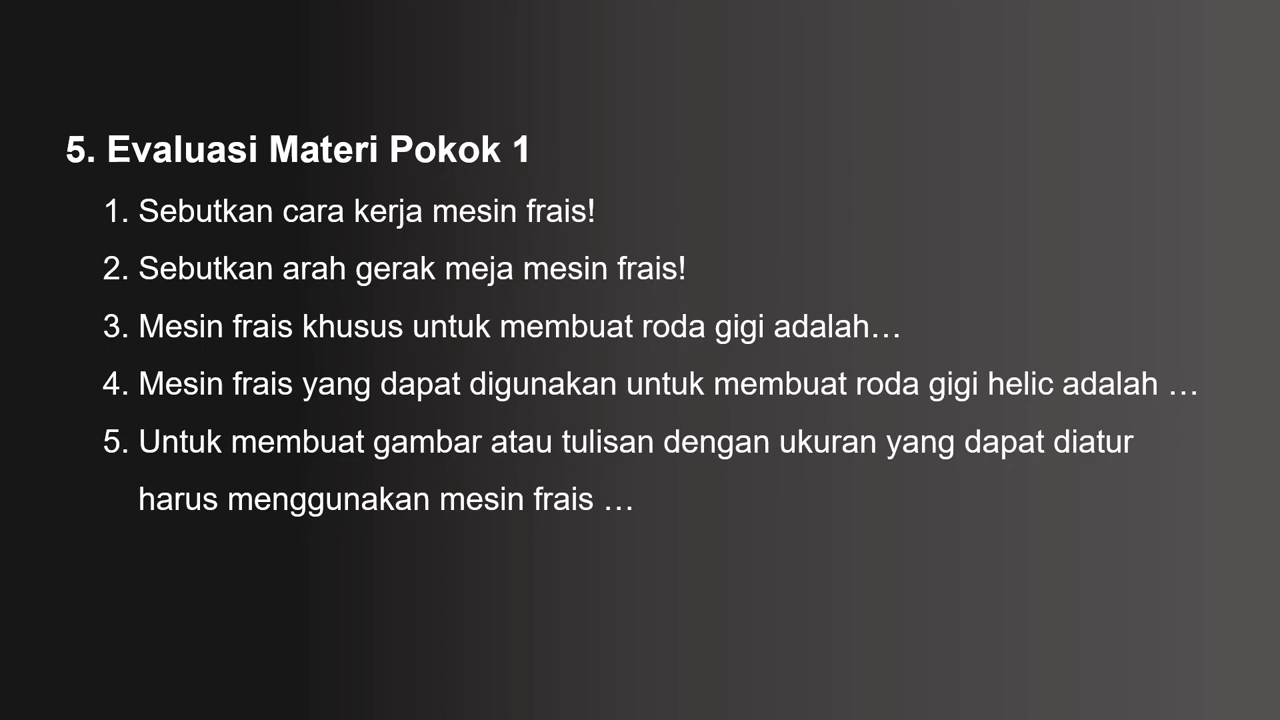 5. Evaluasi Materi Pokok 1
1. Sebutkan cara kerja mesin frais!
2. Sebutkan arah gerak meja mesin frais!
3. Mesin frais khusus untuk membuat roda gigi adalah…
4. Mesin frais yang dapat digunakan untuk membuat roda gigi helic adalah …
5. Untuk membuat gambar atau tulisan dengan ukuran yang dapat diatur
harus menggunakan mesin frais …